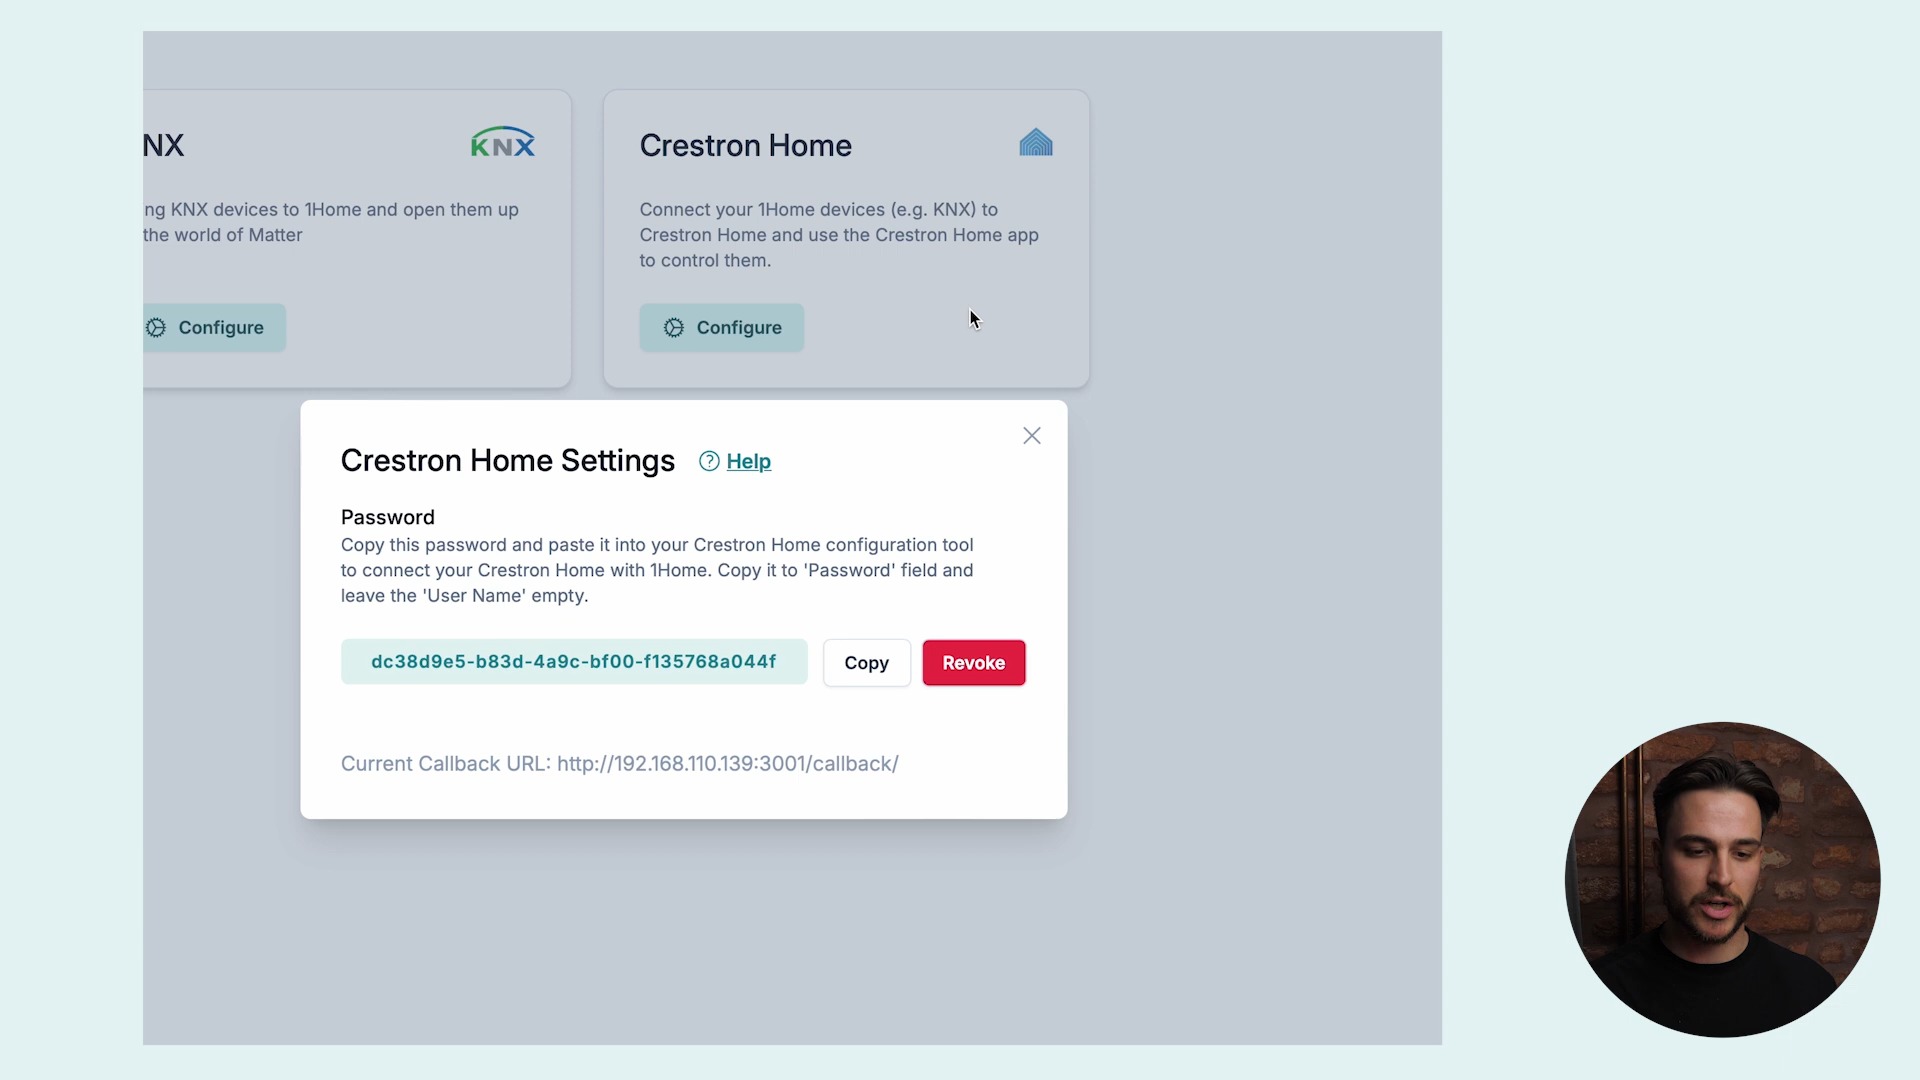 NX
KNX
ng KNX devices to 1Home and open them up
the world of Matter
Configure
Crestron Home
Connect your 1Home devices (e.g. KNX) to
Crestron Home and use the Crestron Home app
to control them.
Configure
Crestron Home Settings
? Help
Password
Copy this password and paste it into your Crestron Home configuration tool
to connect your Crestron Home with 1Home. Copy it to 'Password' field and
leave the 'User Name' empty.
dc38d9e5-b83d-4a9c-bf00-f135768a044f
Copy
Revoke
Current Callback URL: http://192.168.110.139:3001/callback/